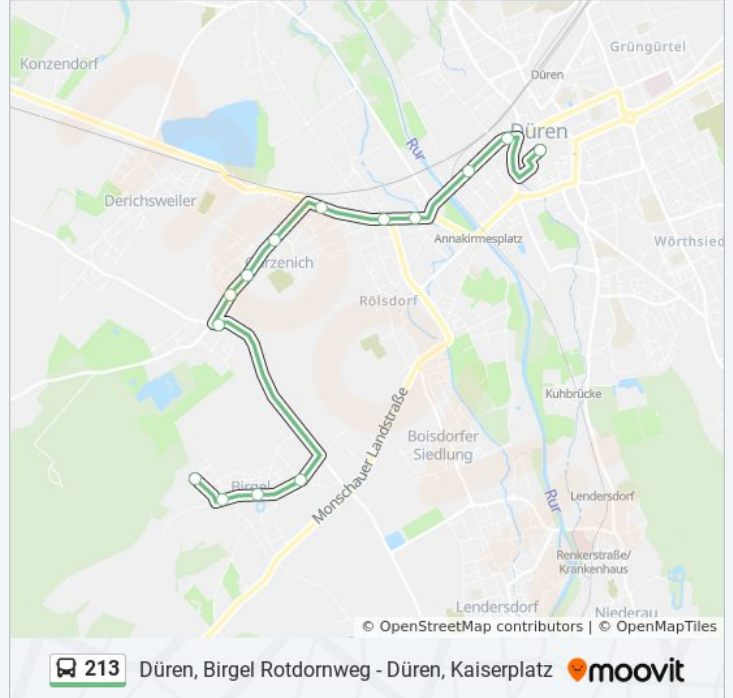 Grüngürtel
Konzendorf
Düren
Düren
Rur
Derichsweiler
Annakirmesplatz
Wörthsied
Gürzenich
Rölsdorf
Kuhbrücke
Monschauer Landstraße
Boisdorfer
Siedlung
Birgel
Rur
Lendersdorf
Renkerstraße/
Krankenhaus
Lendersdorf
Niederau
© OpenStreetMap contributors | © OpenMapTiles
213 Düren, Birgel Rotdornweg - Düren, Kaiserplatz moovit